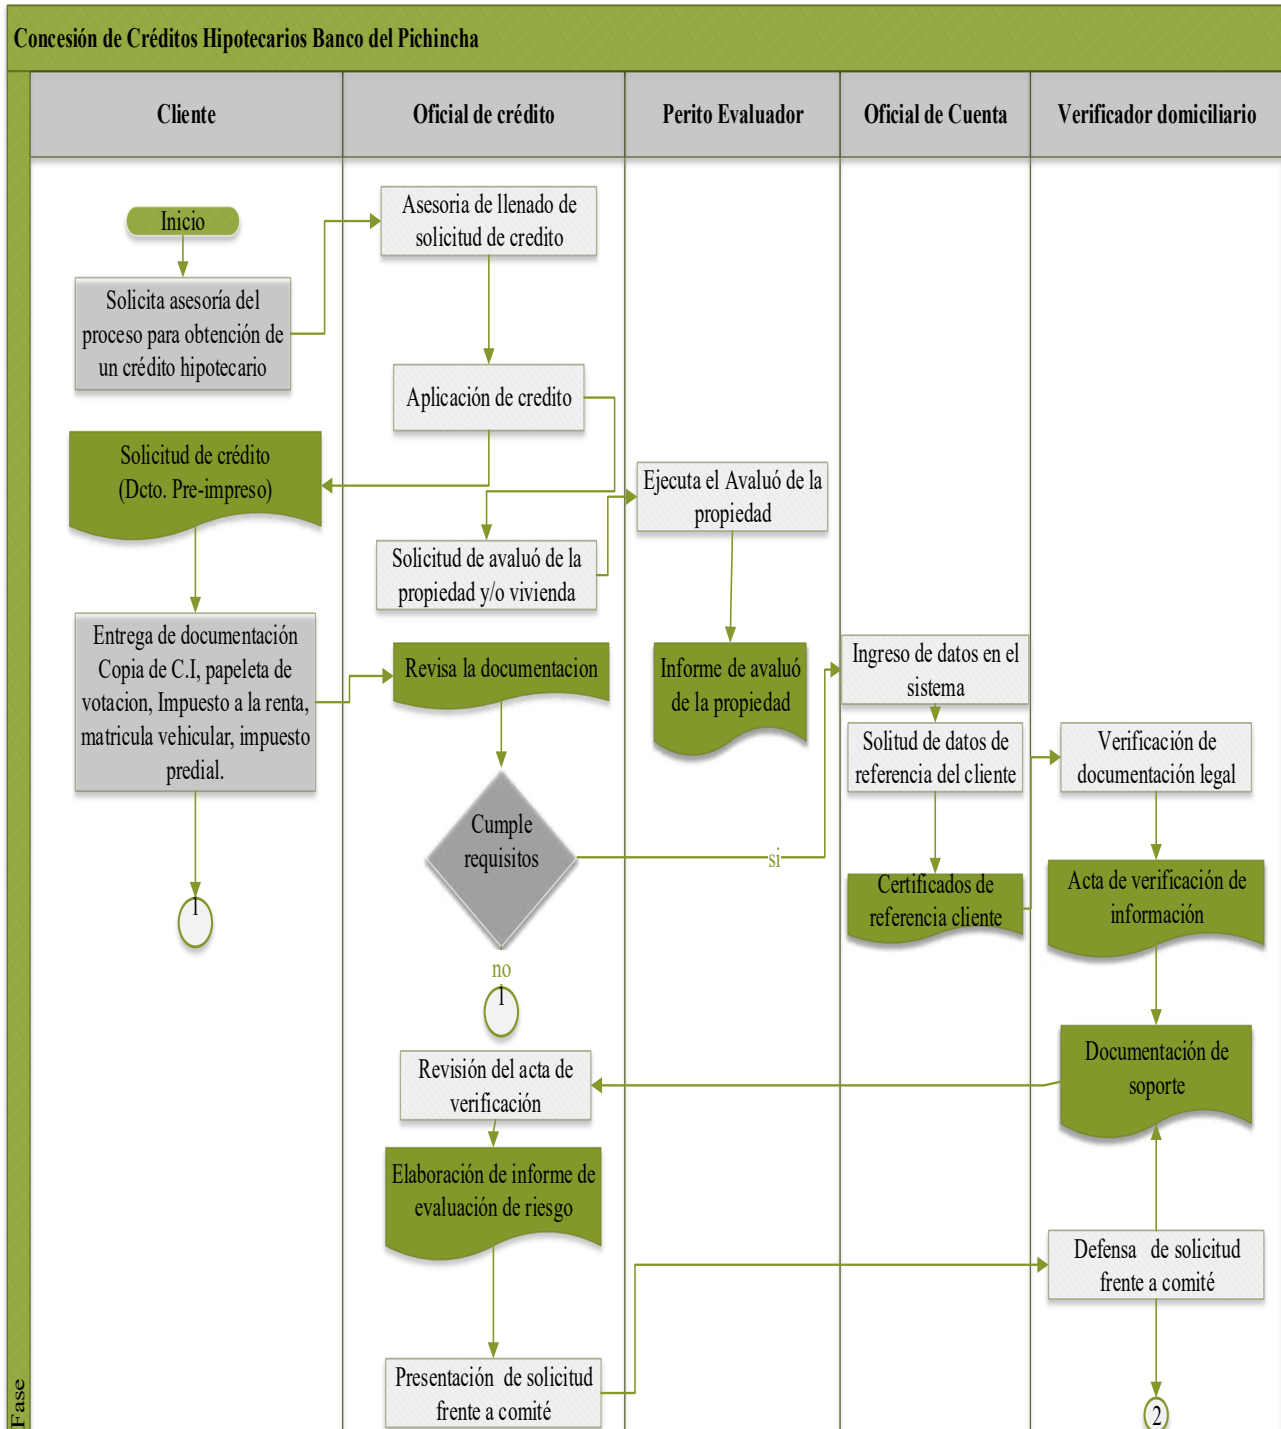 Concesión de Créditos Hipotecarios Banco del Pichincha
Cliente
Oficial de crédito
Perito Evaluador
Oficial de Cuenta
Verificador domiciliario
Inicio
Solicita asesoría del
proceso para obtención de
un crédito hipotecario
Asesoria de llenado de
solicitud de credito
Aplicación de credito
Solicitud de crédito
(Dcto. Pre-impreso)
Ejecuta el Avaluó de la
propiedad
Solicitud de avaluó de la
propiedad y/o vivienda
Entrega de documentación
Copia de C.I, papeleta de
votacion, Impuesto a la renta,
matricula vehicular, impuesto
predial.
Revisa la documentacion
Informe de avaluó
de la propiedad
Ingreso de datos en el
sistema
Solitud de datos de
referencia del cliente
Verificación de
documentación legal
Cumple
requisitos
si
Certificados de
referencia cliente
Acta de verificación de
información
1
no
1
Documentación de
soporte
Revisión del acta de
verificación
Elaboración de informe de
evaluación de riesgo
Defensa de solicitud
frente a comité
Presentación de solicitud
frente a comité
2
Fase